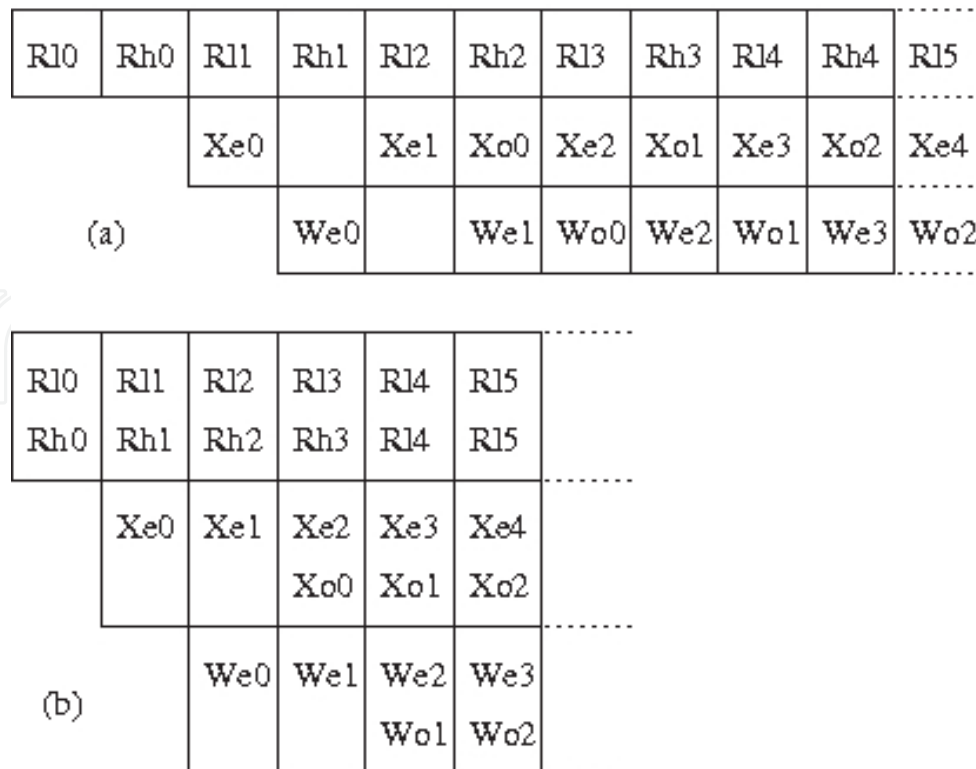 Rl0 Rh0 Rl1 Rh1 Rl2 Rh2 Rl3 Rh3 Rl4 Rh4 Rl5
Xe0 Xe1 Xo0 Xe2 Xo1 Xe3 Xo2 Xe4
(a) We0 We1 Wo0 We2 Wo1 We3 Wo2
Rl0 Rl1 Rl2 Rl3 Rl4 Rl5
Rh0 Rh1 Rh2 Rh3 Rl4 Rl5
Xe0 Xe1 Xe2 Xe3 Xe4
Xo0 Xo1 Xo2
We0 We1 We2 We3
(b)
Wo1 Wo2